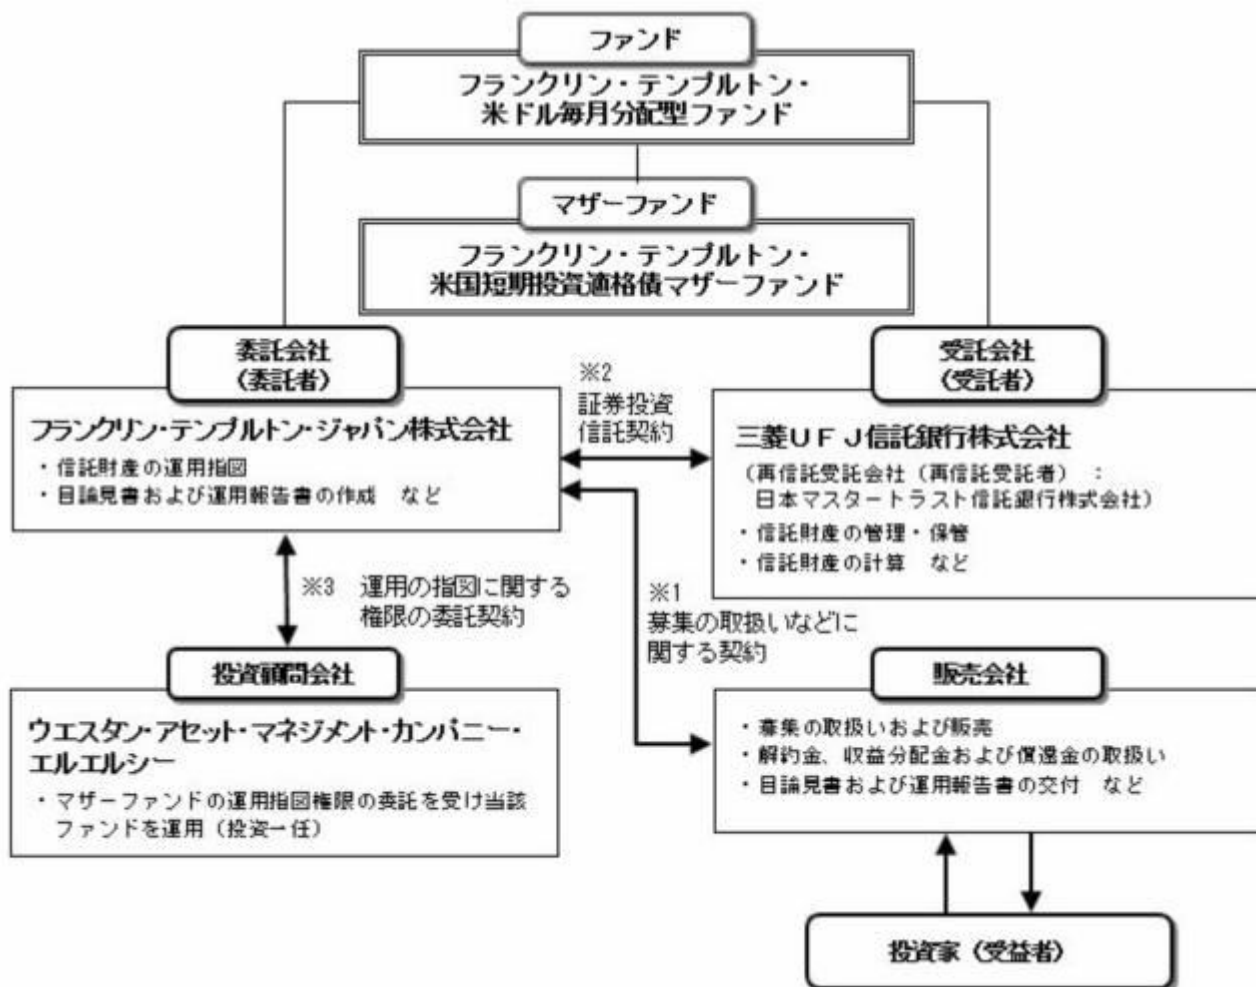 ファンド
フランクリン・テンプルトン・
米ドル毎月分配型ファンド
マザーファンド
フランクリン・テンプルトン・
米国短期投資適格債マザーファンド
委託会社
（委託者）
フランクリン・テンプルトン・ジャパン株式会社
・信託財産の運用指図
・目論見書および運用報告書の作成　など
※2
証券投資
信託契約
受託会社
（受託者）
三菱ＵＦＪ信託銀行株式会社
（再信託受託会社（再信託受託者）：
日本マスタートラスト信託銀行株式会社）
・信託財産の管理・保管
・信託財産の計算　など
※3　運用の指図に関する
権限の委託契約
※1
募集の取扱いなどに
関する契約
投資顧問会社
ウエスタン・アセット・マネジメント・カンパニー・
エルエルシー
・マザーファンドの運用指図権限の委託を受け当該
ファンドを運用（投資一任）
販売会社
・募集の取扱いおよび販売
・解約金、収益分配金および償還金の取扱い
・目論見書および運用報告書の交付　など
投資家（受益者）